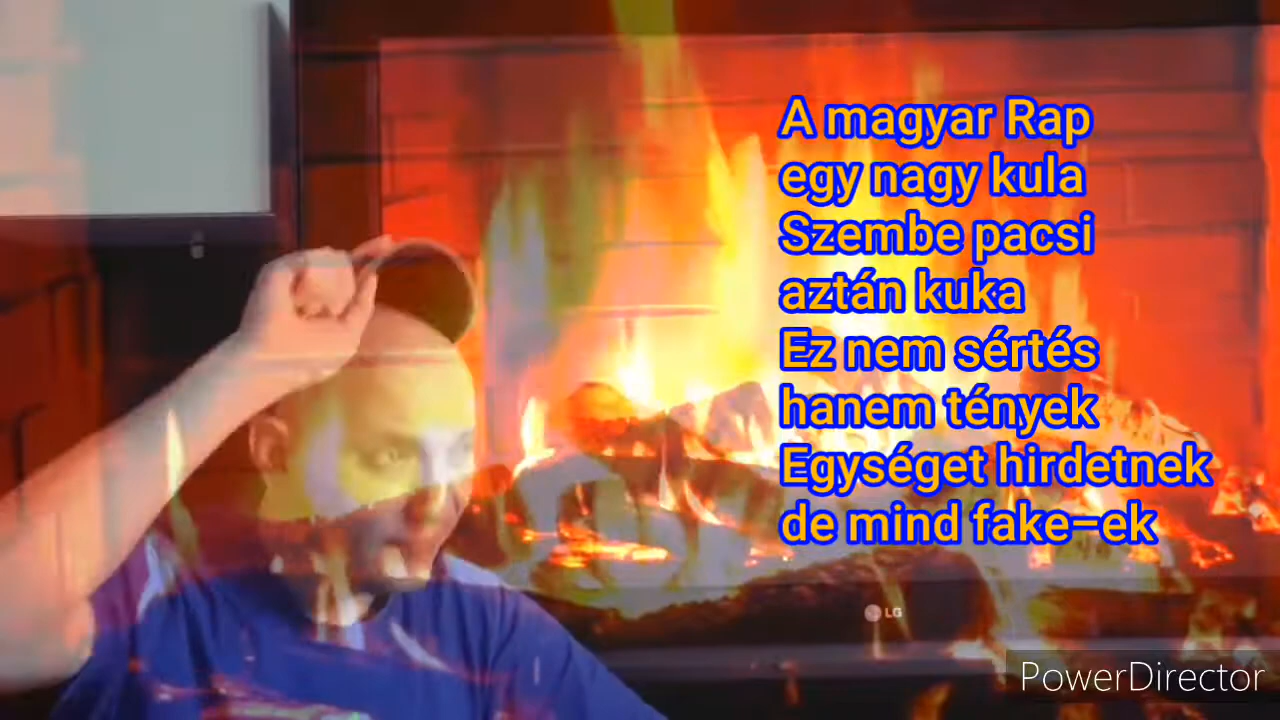 A magyar Rap
egy nagy kula
Szembe pacsi
aztán kuka
Ez nem sértés
hanem tények
Egységet hirdetnek
de mind fake–ek
LG
PowerDirector